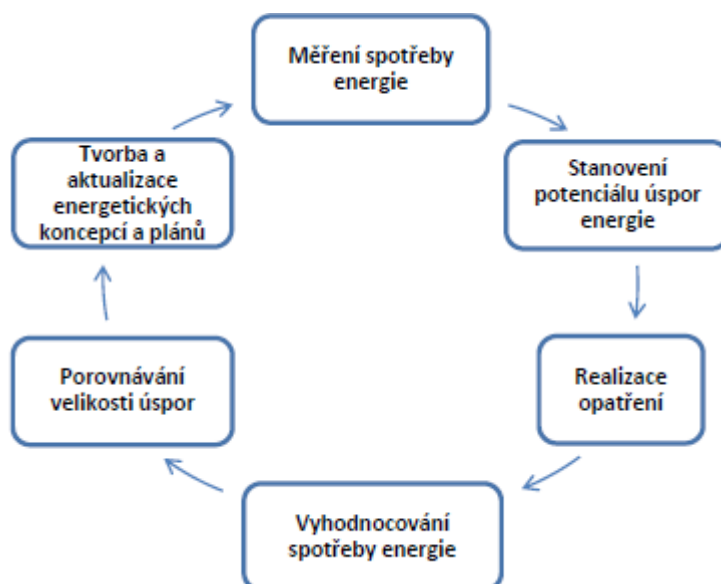 Měření spotřeby
energie
Stanovení
potenciálu úspor
energie
Realizace
opatření
Vyhodnocování
spotřeby energie
Porovnávání
velikosti úspor
Tvorba a
aktualizace
energetických
koncepcí a plánů